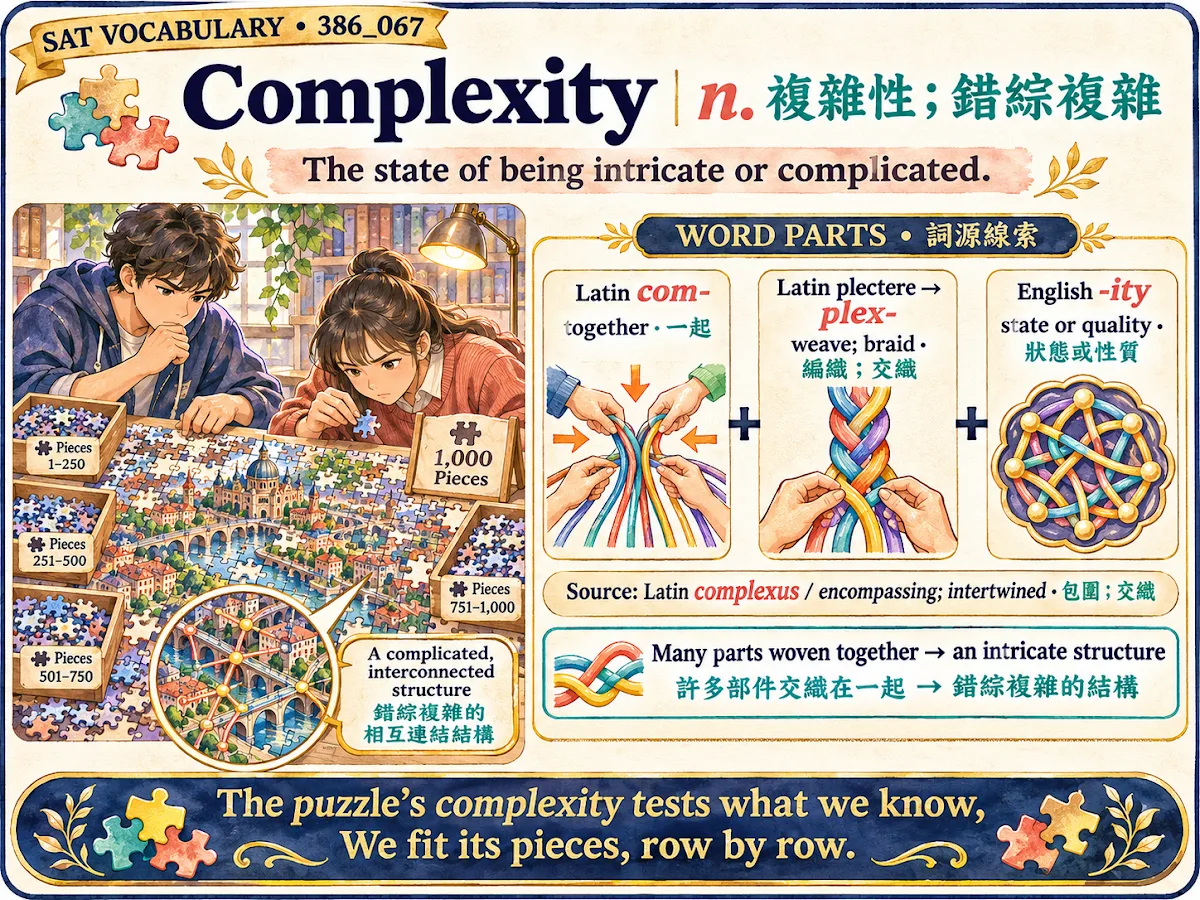 SAT VOCABULARY • 386_067
Complexity
n. 複雜性；錯綜複雜
The state of being intricate or complicated.
Pieces
1–250
Pieces
251–500
Pieces
501–750
1,000
Pieces
Pieces
751–1,000
A complicated,
interconnected
structure
錯綜複雜的
相互連結結構
WORD PARTS • 詞源線索
Latin com-
together · 一起
+
Latin plectere →
plex-
weave; braid ·
編織；交織
+
English -ity
state or quality ·
狀態或性質
Source: Latin complexus / encompassing; intertwined · 包圍；交織
Many parts woven together → an intricate structure
許多部件交織在一起 → 錯綜複雜的結構
The puzzle’s complexity tests what we know,
We fit its pieces, row by row.